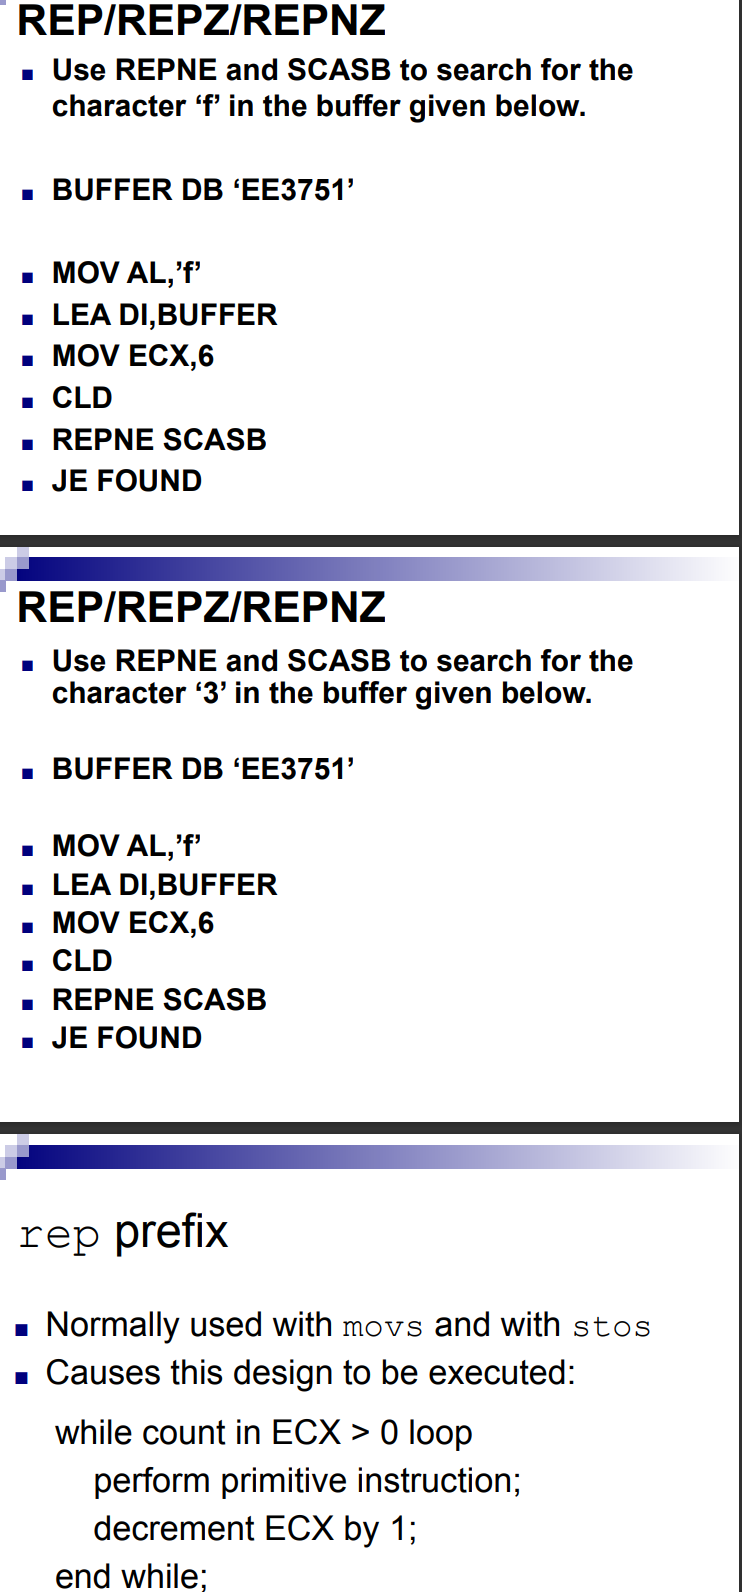 REP/REPZ/REPNZ
Use REPNE and SCASB to search for the
character ‘f’ in the buffer given below.
BUFFER DB ‘EE3751’
MOV AL,’f’
LEA DI,BUFFER
MOV ECX,6
CLD
REPNE SCASB
JE FOUND
REP/REPZ/REPNZ
Use REPNE and SCASB to search for the
character ‘3’ in the buffer given below.
BUFFER DB ‘EE3751’
MOV AL,’f’
LEA DI,BUFFER
MOV ECX,6
CLD
REPNE SCASB
JE FOUND
rep prefix
Normally used with movs and with stos
Causes this design to be executed:
while count in ECX > 0 loop
perform primitive instruction;
decrement ECX by 1;
end while;